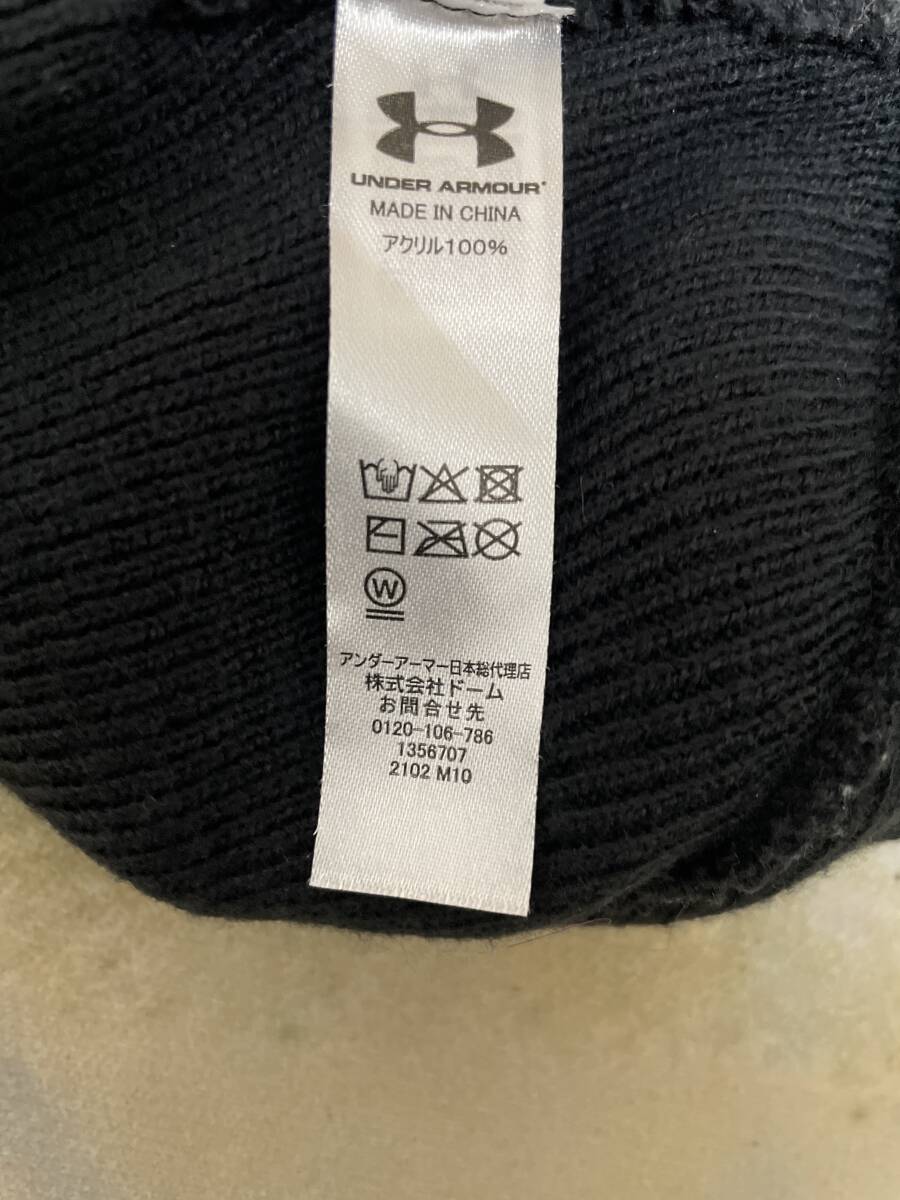 UNDER ARMOUR
MADE IN CHINA
アクリル100%
W
アンダーアーマー日本総代理店
株式会社ドーム
お問合せ先
0120-106-786
1356707
2102 M10